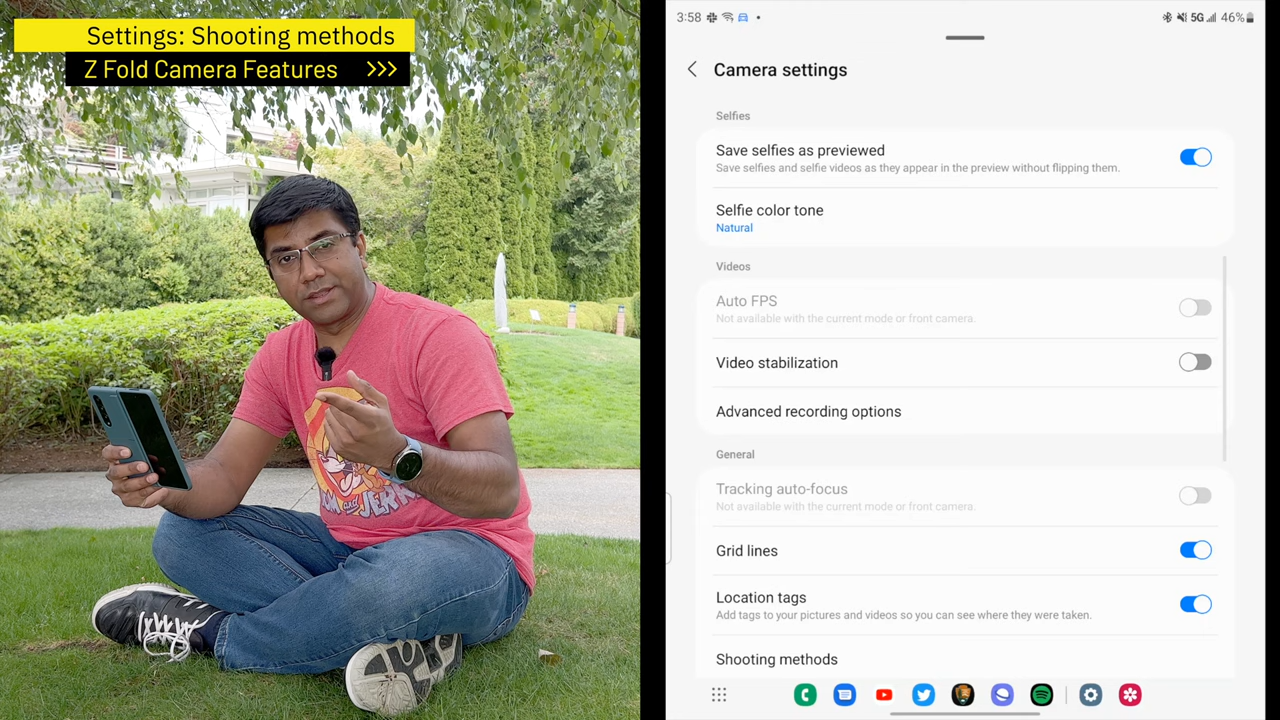 Settings: Shooting methods
Z Fold Camera Features >>>
TOM and JERRY
3:58
5G 46%
Camera settings
Selfies
Save selfies as previewed
Save selfies and selfie videos as they appear in the preview without flipping them.
Selfie color tone
Natural
Videos
Auto FPS
Not available with the current mode or front camera.
Video stabilization
Advanced recording options
General
Tracking auto-focus
Not available with the current mode or front camera.
Grid lines
Location tags
Add tags to your pictures and videos so you can see where they were taken.
Shooting methods